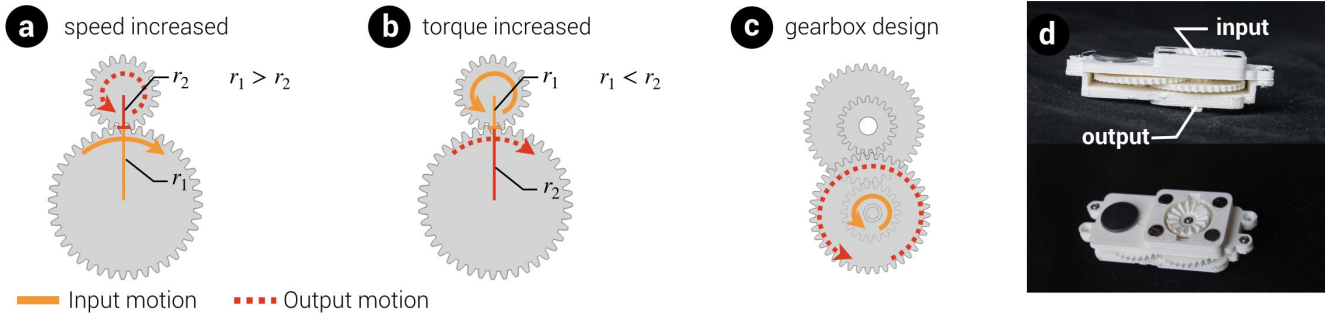 a speed increased
r₂ r₁ > r₂
r₁
b torque increased
r₁ r₁ < r₂
r₂
c gearbox design
d
input
output
Input motion Output motion